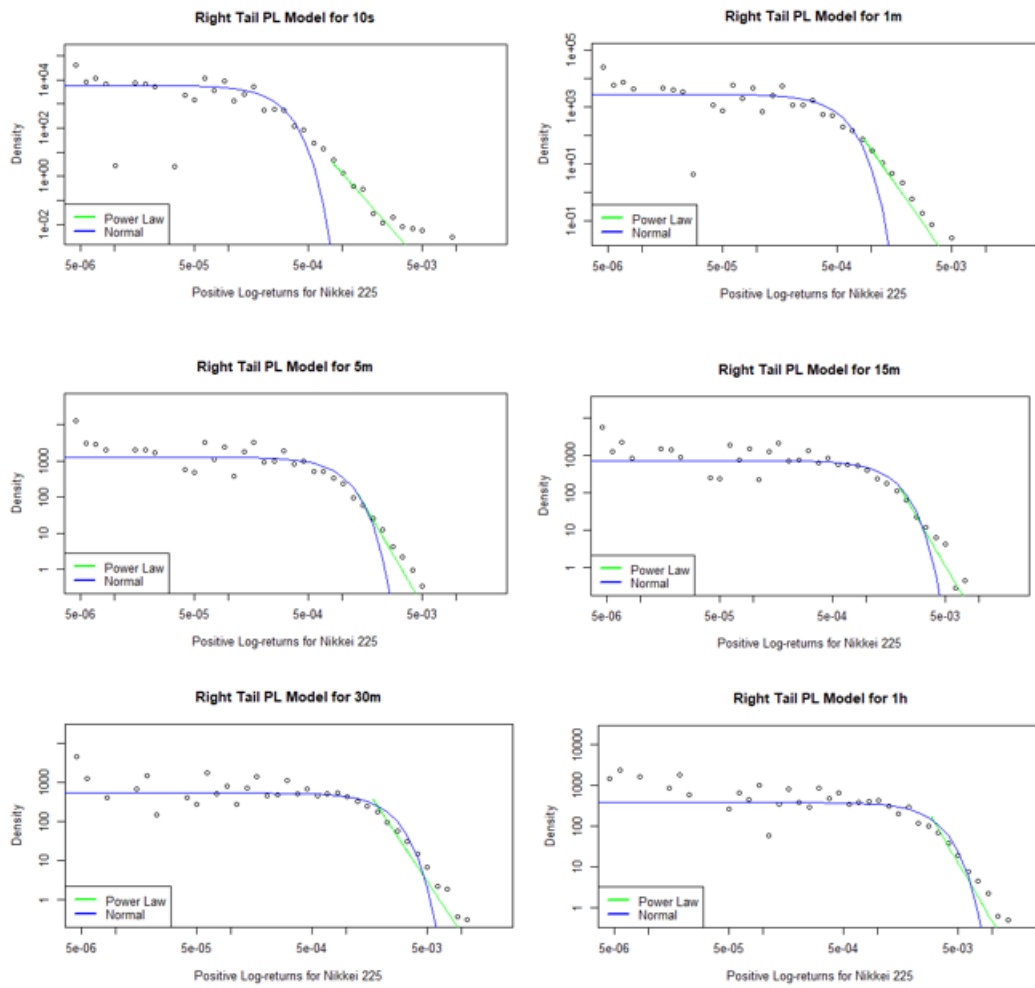 Right Tail PL Model for 10s
Density
1e+04
1e+02
1e+00
1e-02
Power Law
Normal
5e-06 5e-05 5e-04 5e-03
Positive Log-returns for Nikkei 225
Right Tail PL Model for 1m
Density
1e+05
1e+03
1e+01
1e-01
Power Law
Normal
5e-06 5e-05 5e-04 5e-03
Positive Log-returns for Nikkei 225
Right Tail PL Model for 5m
Density
1000
100
10
1
Power Law
Normal
5e-06 5e-05 5e-04 5e-03
Positive Log-returns for Nikkei 225
Right Tail PL Model for 15m
Density
1000
100
10
1
Power Law
Normal
5e-06 5e-05 5e-04 5e-03
Positive Log-returns for Nikkei 225
Right Tail PL Model for 30m
Density
1000
100
10
1
Power Law
Normal
5e-06 5e-05 5e-04 5e-03
Positive Log-returns for Nikkei 225
Right Tail PL Model for 1h
Density
10000
1000
100
10
1
Power Law
Normal
5e-06 5e-05 5e-04 5e-03
Positive Log-returns for Nikkei 225